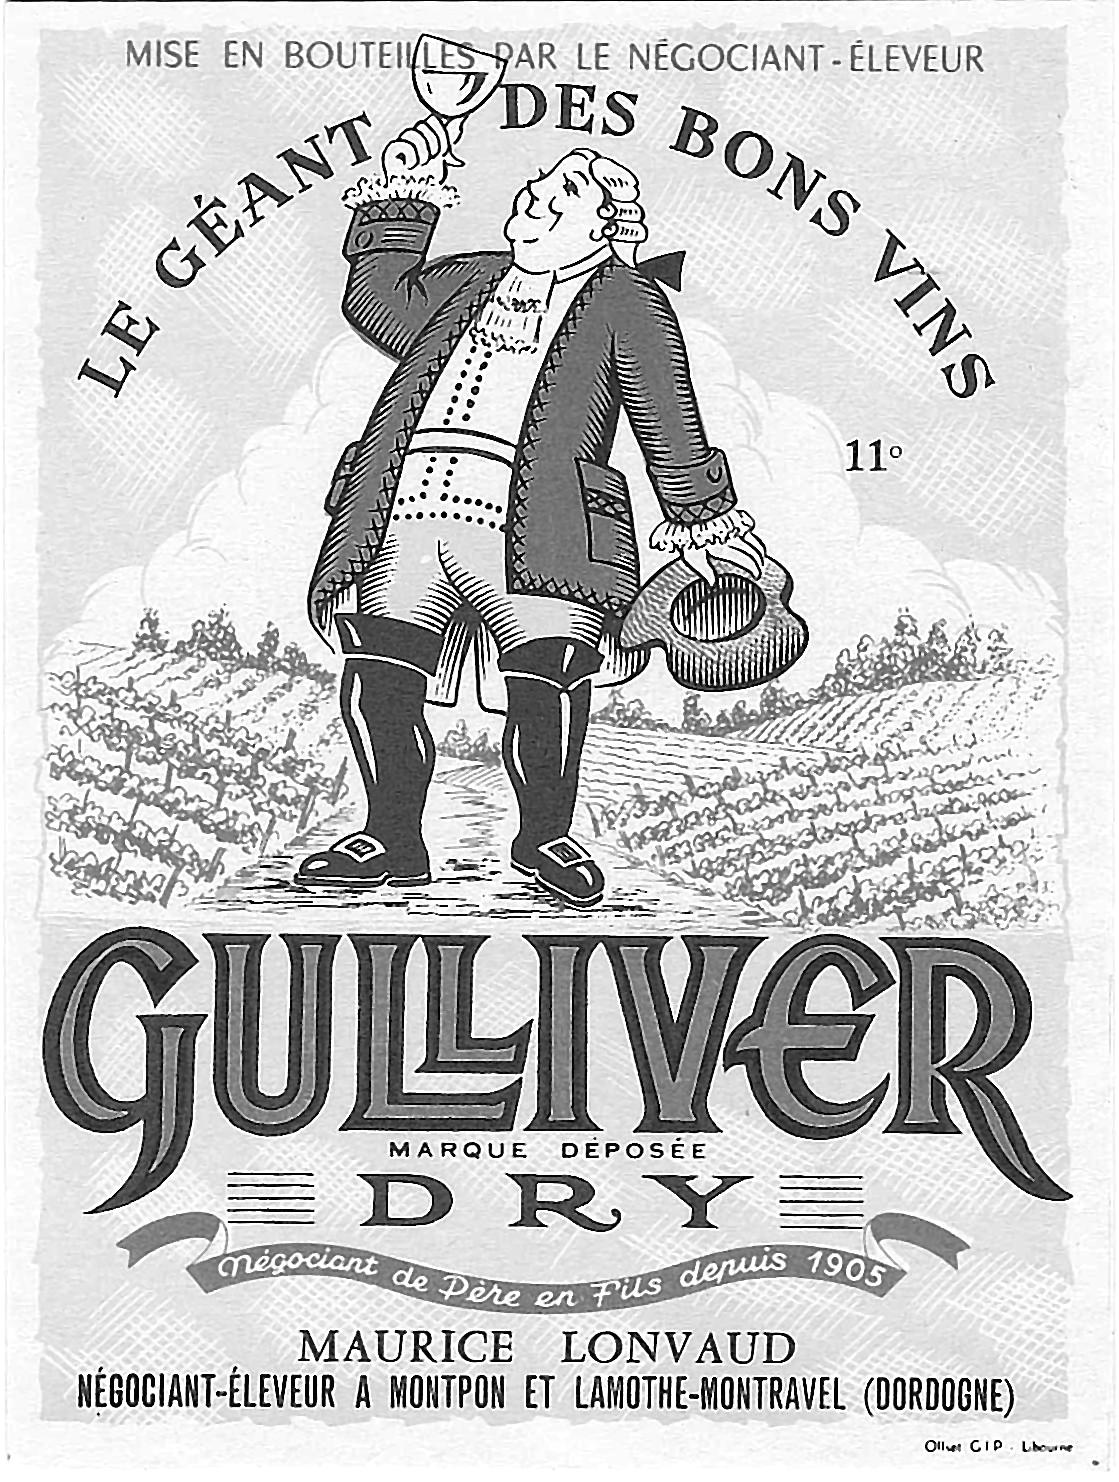 MISE EN BOUTEILLES PAR LE NÉGOCIANT-ÉLEVEUR
LE GÉANT DES BONS VINS
11°
GULLIVER
MARQUE DÉPOSÉE
DRY
Négociant de Père en Fils depuis 1905
MAURICE LONVAUD
NÉGOCIANT-ÉLEVEUR A MONTPON ET LAMOTHE-MONTRAVEL (DORDOGNE)
Offset G I P - Libourne